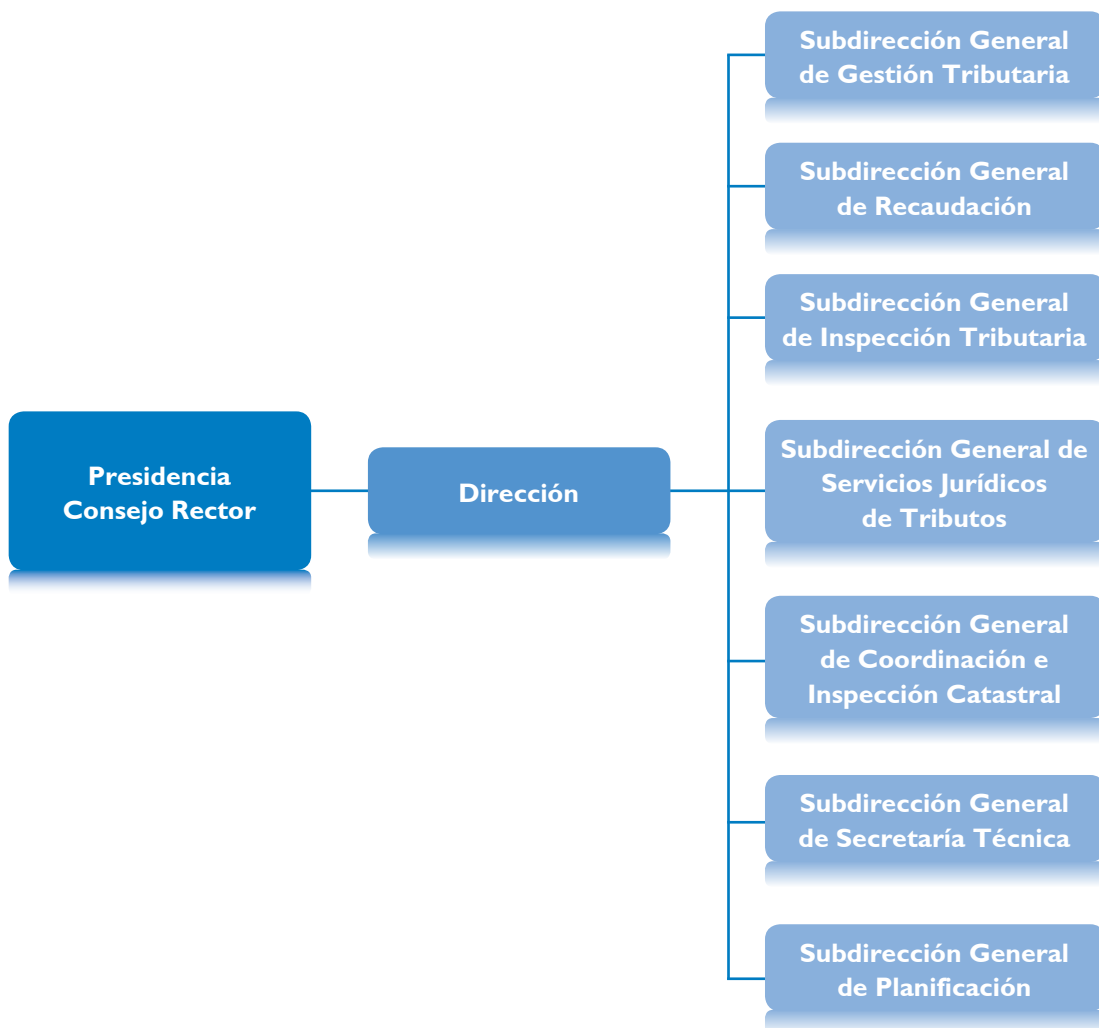 Presidencia
Consejo Rector
Dirección
Subdirección General
de Gestión Tributaria
Subdirección General
de Recaudación
Subdirección General
de Inspección Tributaria
Subdirección General de
Servicios Jurídicos
de Tributos
Subdirección General
de Coordinación e
Inspección Catastral
Subdirección General
de Secretaría Técnica
Subdirección General
de Planificación